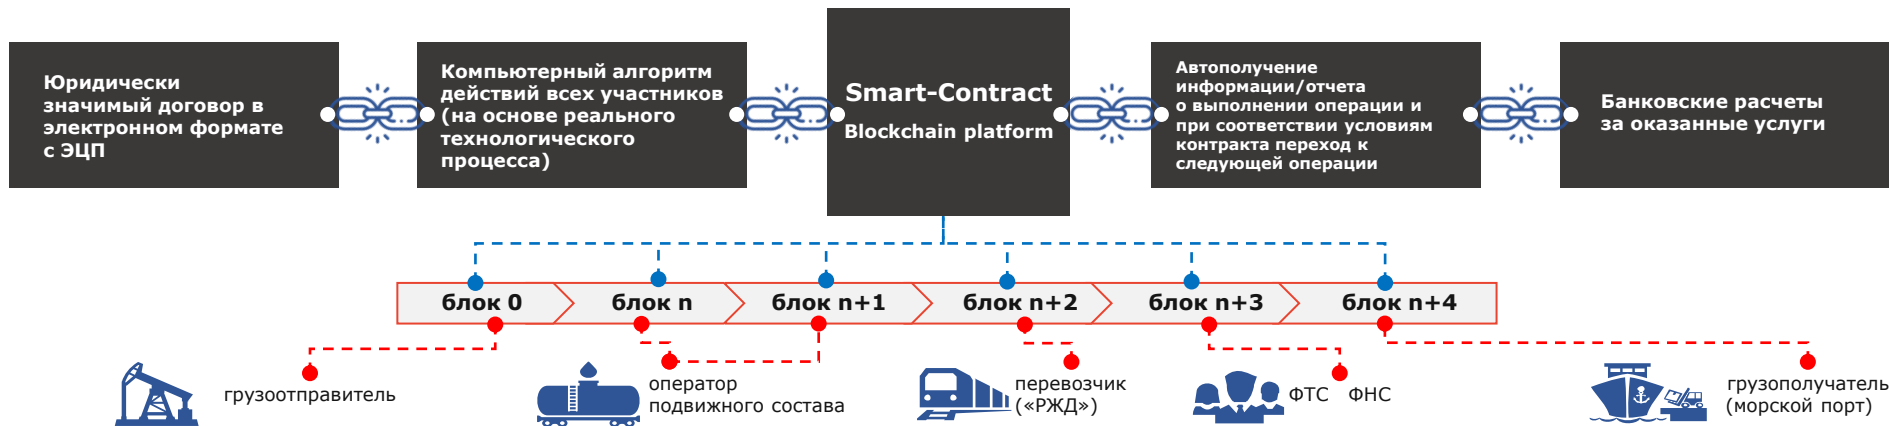 Юридически
значимый договор в
электронном формате
с ЭЦП
Компьютерный алгоритм
действий всех участников
(на основе реального
технологического
процесса)
Smart-Contract
Blockchain platform
Автополучение
информации/отчета
о выполнении операции и
при соответствии условиям
контракта переход к
следующей операции
Банковские расчеты
за оказанные услуги
блок 0
блок n
блок n+1
блок n+2
блок n+3
блок n+4
грузоотправитель
оператор
подвижного состава
перевозчик
(«РЖД»)
ФТС ФНС
грузополучатель
(морской порт)